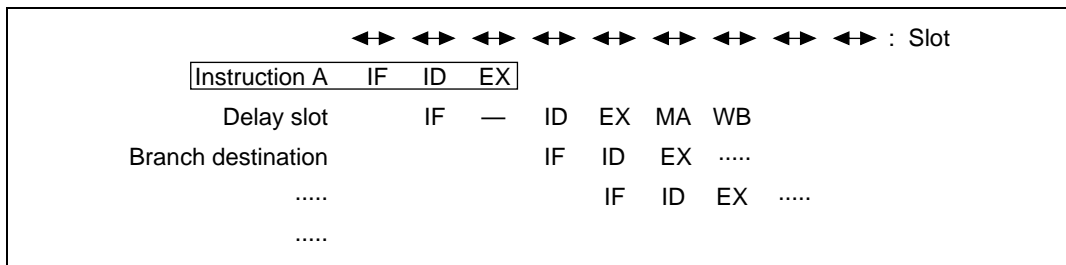 : Slot
Instruction A IF ID EX
Delay slot IF — ID EX MA WB
Branch destination IF ID EX .....
..... IF ID EX .....
.....